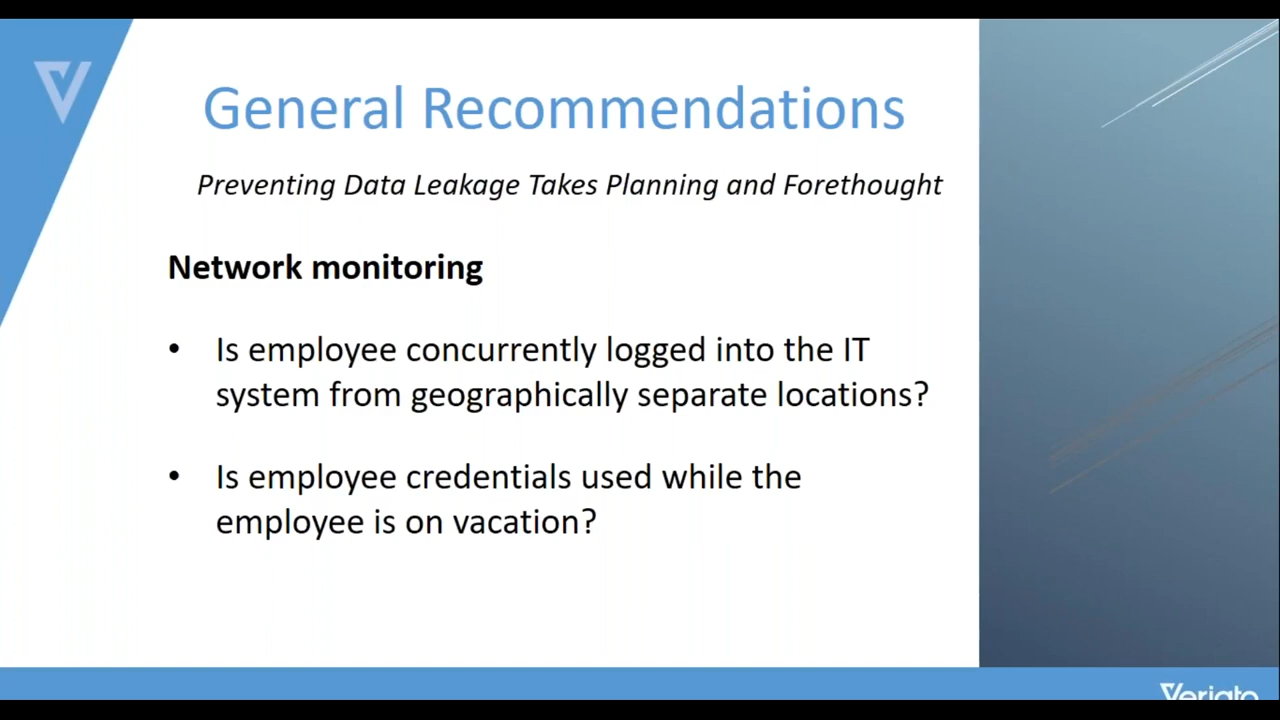 General Recommendations
Preventing Data Leakage Takes Planning and Forethought
Network monitoring
• Is employee concurrently logged into the IT
system from geographically separate locations?
• Is employee credentials used while the
employee is on vacation?
Veriato